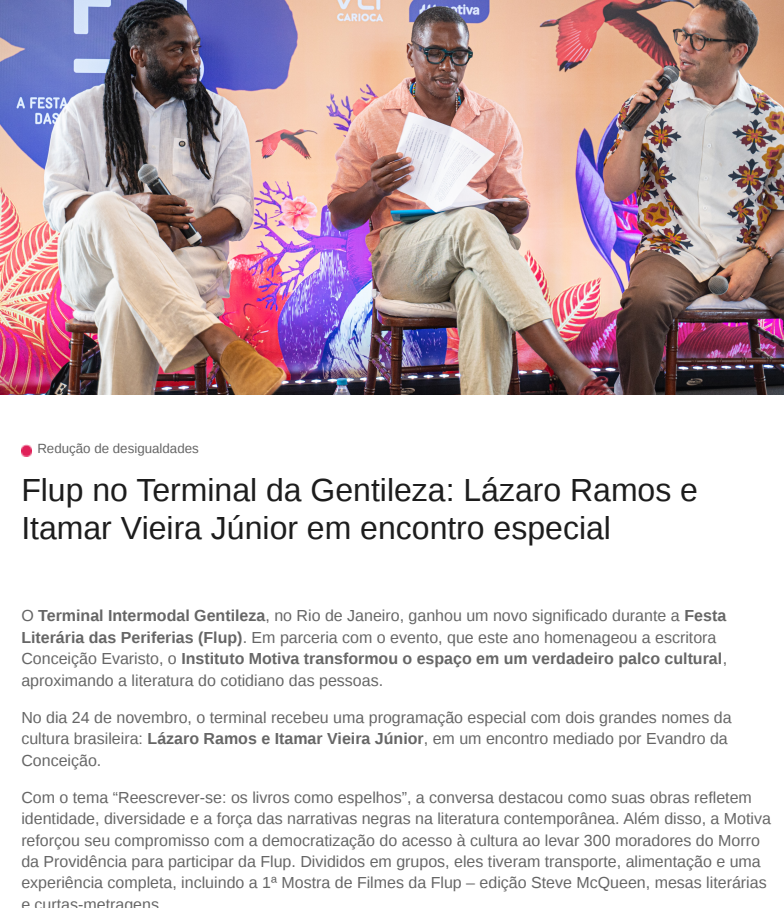 CARIOCA
A FESTA
DAS
Redução de desigualdades
Flup no Terminal da Gentileza: Lázaro Ramos e
Itamar Vieira Júnior em encontro especial
O Terminal Intermodal Gentileza, no Rio de Janeiro, ganhou um novo significado durante a Festa
Literária das Periferias (Flup). Em parceria com o evento, que este ano homenageou a escritora
Conceição Evaristo, o Instituto Motiva transformou o espaço em um verdadeiro palco cultural,
aproximando a literatura do cotidiano das pessoas.
No dia 24 de novembro, o terminal recebeu uma programação especial com dois grandes nomes da
cultura brasileira: Lázaro Ramos e Itamar Vieira Júnior, em um encontro mediado por Evandro da
Conceição.
Com o tema “Reescrever-se: os livros como espelhos”, a conversa destacou como suas obras refletem
identidade, diversidade e a força das narrativas negras na literatura contemporânea. Além disso, a Motiva
reforçou seu compromisso com a democratização do acesso à cultura ao levar 300 moradores do Morro
da Providência para participar da Flup. Divididos em grupos, eles tiveram transporte, alimentação e uma
experiência completa, incluindo a 1ª Mostra de Filmes da Flup – edição Steve McQueen, mesas literárias
e curtas-metragens.